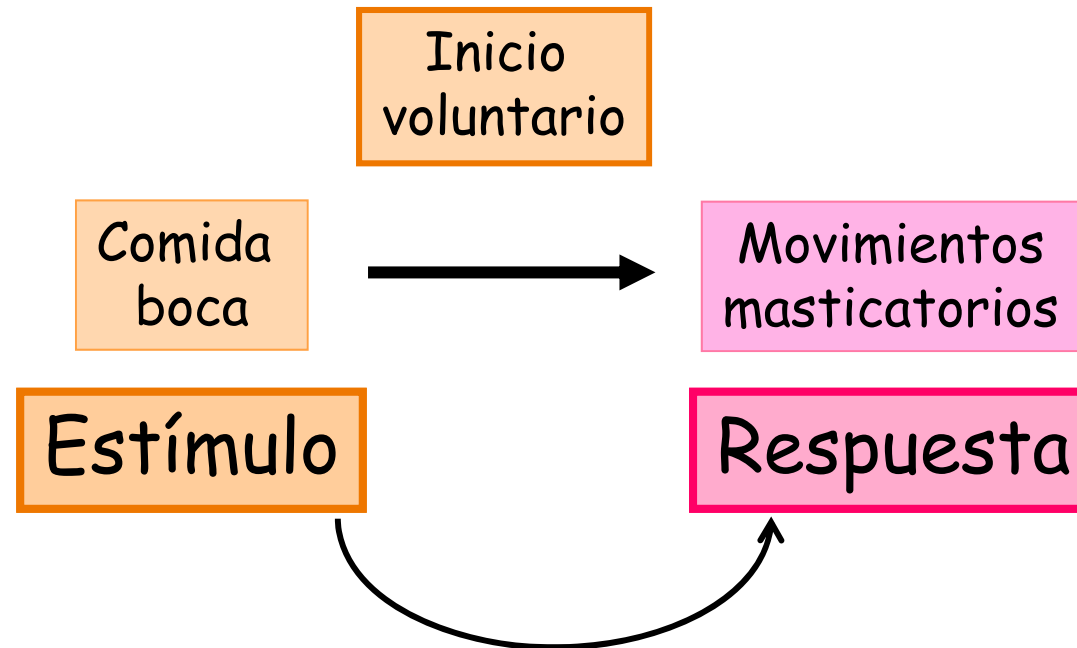 Inicio
voluntario
Comida
boca
Movimientos
masticatorios
Estímulo
Respuesta